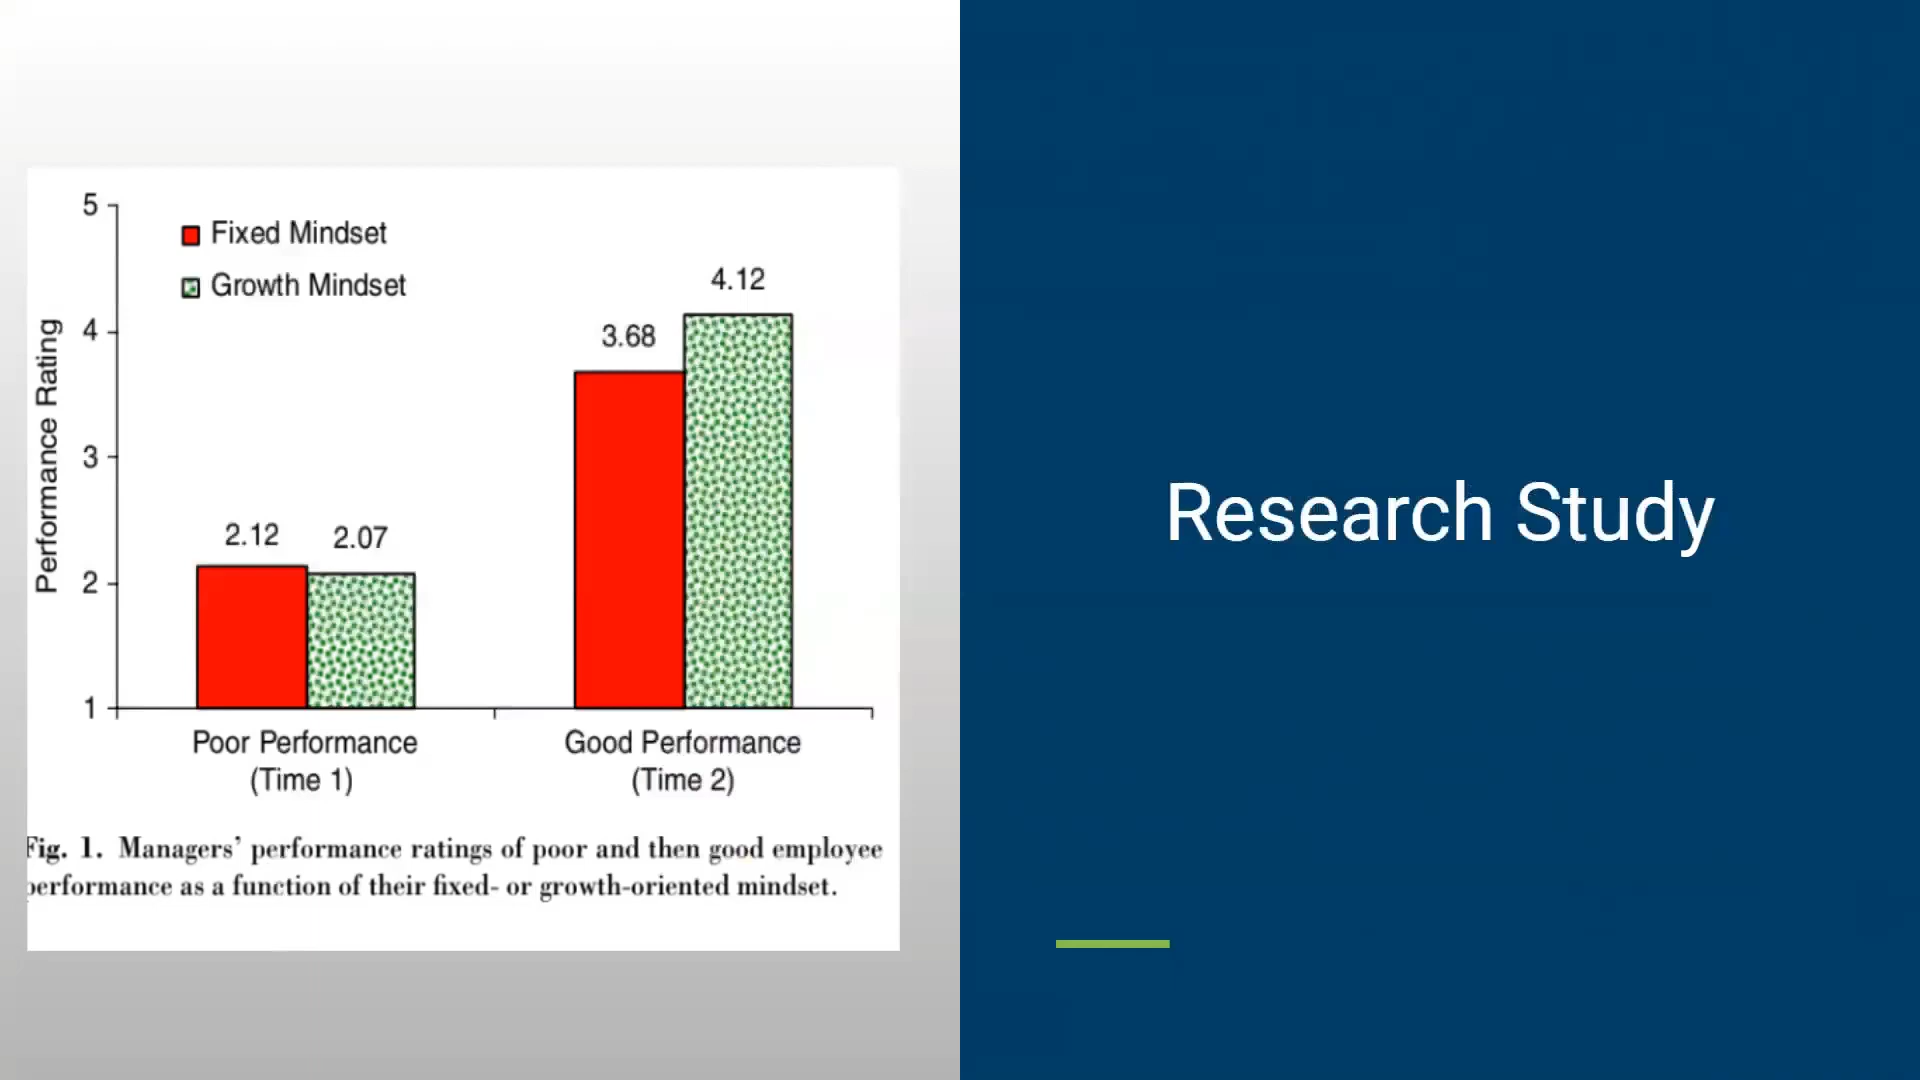 5
Fixed Mindset
Growth Mindset
4.12
4
3.68
Performance Rating
3
2.12
2.07
2
1
Poor Performance
(Time 1)
Good Performance
(Time 2)
Fig. 1. Managers’ performance ratings of poor and then good employee
performance as a function of their fixed- or growth-oriented mindset.
Research Study